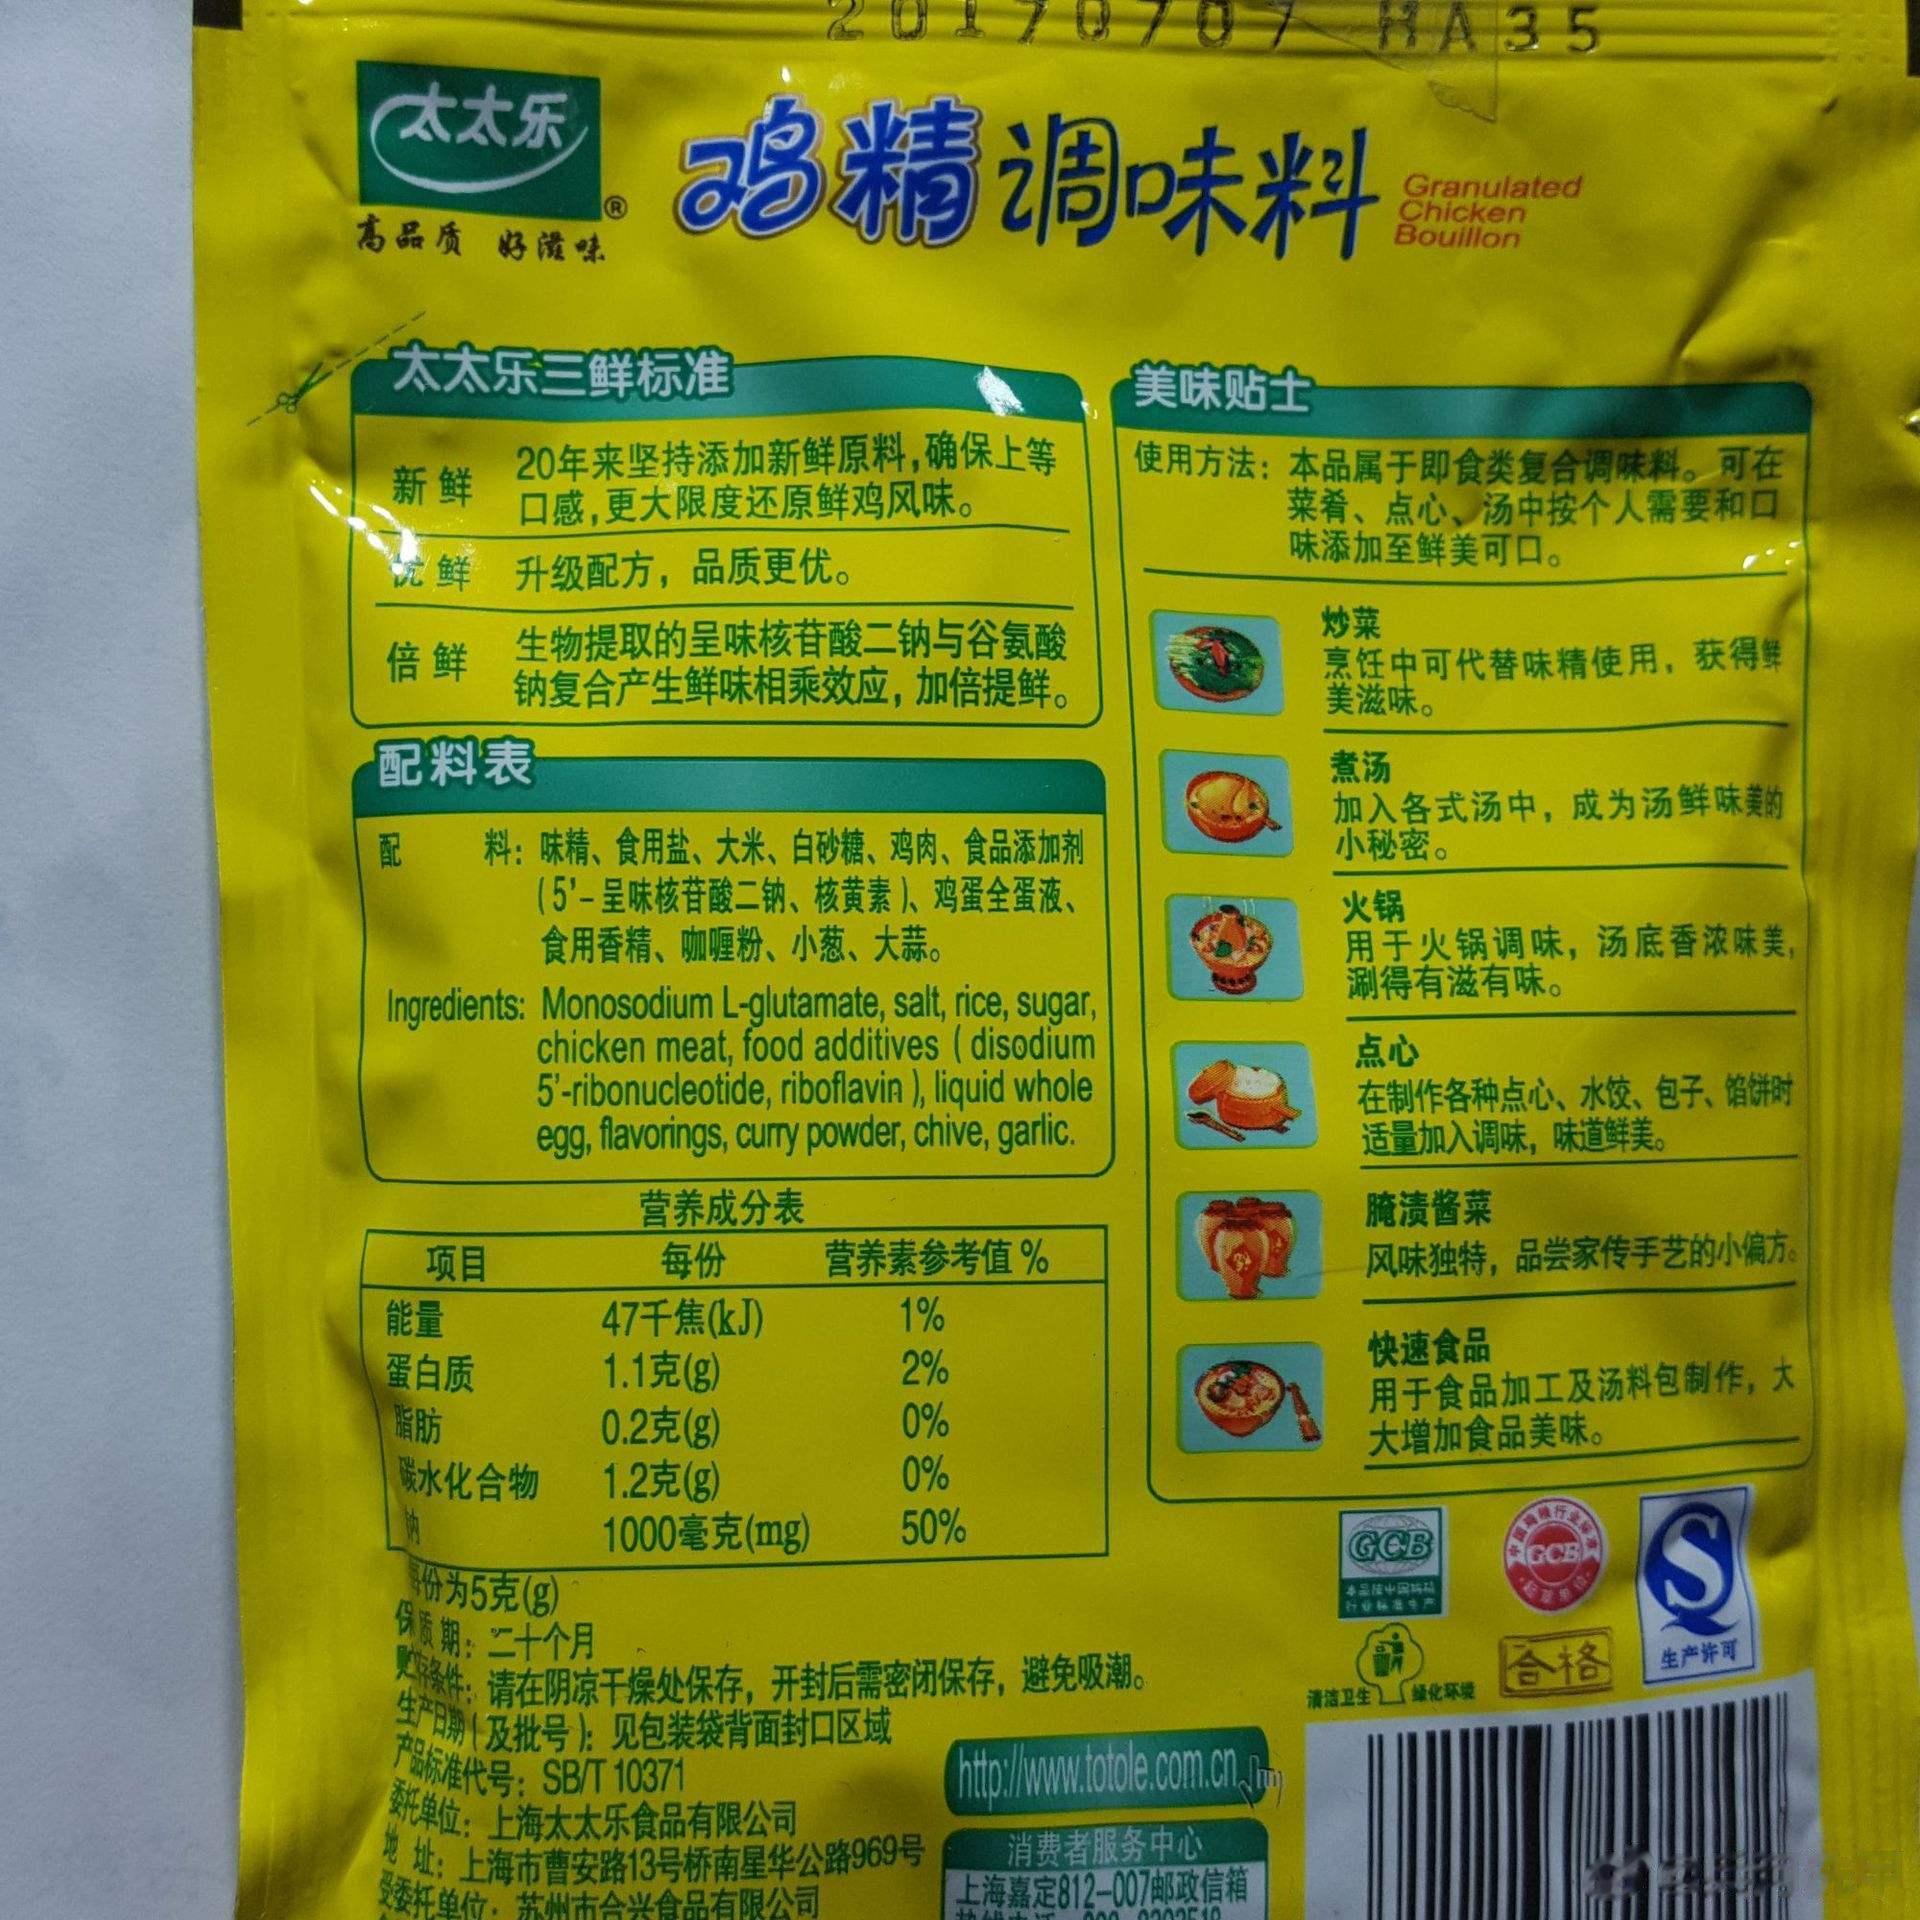 20170707 HA35
太太乐®
高品质 好滋味
鸡精调味料
Granulated
Chicken
Bouillon
太太乐三鲜标准
新鲜 20年来坚持添加新鲜原料,确保上等
口感,更大限度还原鲜鸡风味。
优鲜 升级配方，品质更优。
倍鲜 生物提取的呈味核苷酸二钠与谷氨酸
钠复合产生鲜味相乘效应，加倍提鲜。
配料表
配料：味精、食用盐、大米、白砂糖、鸡肉、食品添加剂
(5'-呈味核苷酸二钠、核黄素)、鸡蛋全蛋液、
食用香精、咖喱粉、小葱、大蒜。
Ingredients: Monosodium L-glutamate, salt, rice, sugar,
chicken meat, food additives ( disodium
5'-ribonucleotide, riboflavin ), liquid whole
egg, flavorings, curry powder, chive, garlic.
营养成分表
项目 每份 营养素参考值 %
能量 47千焦(kJ) 1%
蛋白质 1.1克(g) 2%
脂肪 0.2克(g) 0%
碳水化合物 1.2克(g) 0%
钠 1000毫克(mg) 50%
每份为5克(g)
保质期：二十个月
贮存条件：请在阴凉干燥处保存，开封后需密闭保存，避免吸潮。
生产日期(及批号)：见包装袋背面封口区域
产品标准代号：SB/T 10371
委托单位：上海太太乐食品有限公司
地址：上海市曹安路13号桥南星华公路969号
受委托单位：苏州市合兴食品有限公司
美味贴士
使用方法：本品属于即食类复合调味料。可在
菜肴、点心、汤中按个人需要和口
味添加至鲜美可口。
炒菜
烹饪中可代替味精使用，获得鲜
美滋味。
煮汤
加入各式汤中，成为汤鲜味美的
小秘密。
火锅
用于火锅调味，汤底香浓味美,
涮得有滋有味。
点心
在制作各种点心、水饺、包子、馅饼时
适量加入调味，味道鲜美。
腌渍酱菜
风味独特，品尝家传手艺的小偏方。
快速食品
用于食品加工及汤料包制作，大
大增加食品美味。
GCB
GCB
生产许可
清洁卫生 绿化环境
合格
http://www.totole.com.cn
消费者服务中心
上海嘉定812-007邮政信箱